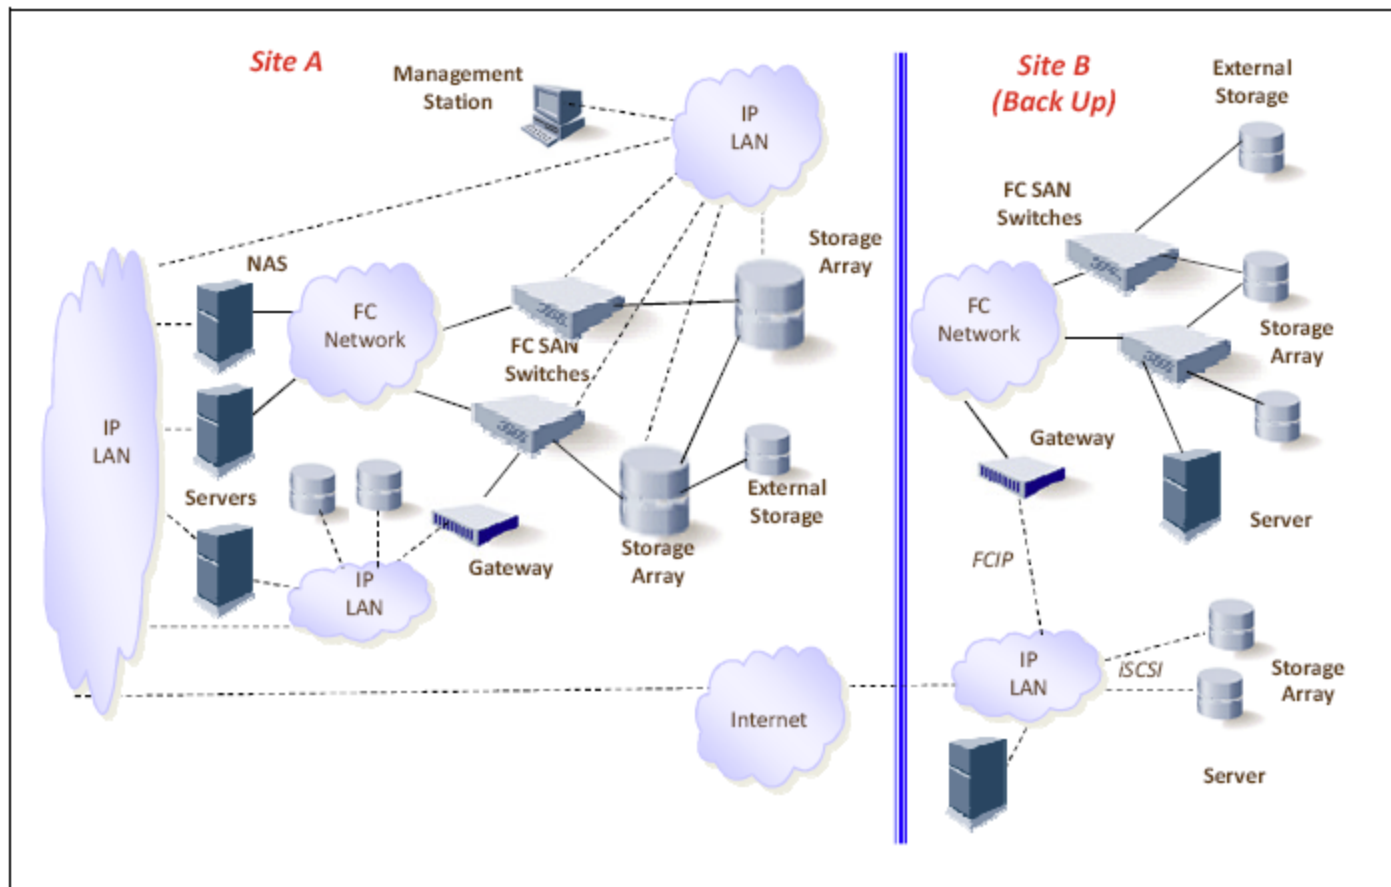 Site A
Management
Station
IP
LAN
NAS
FC
Network
Storage
Array
FC SAN
Switches
IP
LAN
Servers
IP
LAN
Gateway
Storage
Array
External
Storage
Internet
Site B
(Back Up)
External
Storage
FC SAN
Switches
FC
Network
Storage
Array
Gateway
Server
FCIP
IP
LAN
iSCSI
Storage
Array
Server